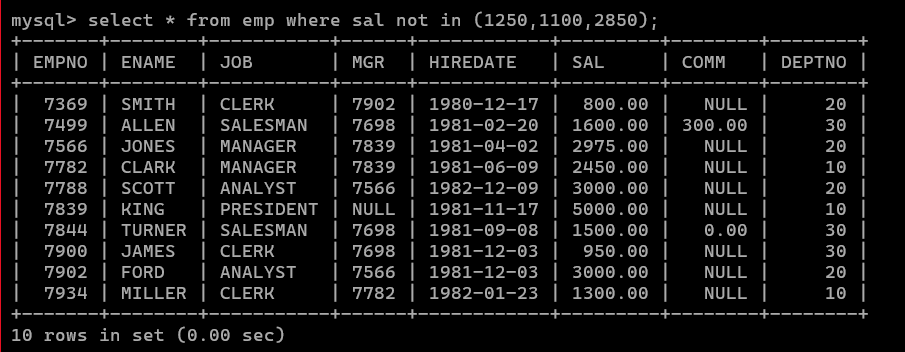 mysql> select * from emp where sal not in (1250,1100,2850);
+-------+--------+-----------+------+------------+---------+--------+--------+
| EMPNO | ENAME  | JOB       | MGR  | HIREDATE   | SAL     | COMM   | DEPTNO |
+-------+--------+-----------+------+------------+---------+--------+--------+
|  7369 | SMITH  | CLERK     | 7902 | 1980-12-17 |  800.00 |   NULL |     20 |
|  7499 | ALLEN  | SALESMAN  | 7698 | 1981-02-20 | 1600.00 | 300.00 |     30 |
|  7566 | JONES  | MANAGER   | 7839 | 1981-04-02 | 2975.00 |   NULL |     20 |
|  7782 | CLARK  | MANAGER   | 7839 | 1981-06-09 | 2450.00 |   NULL |     10 |
|  7788 | SCOTT  | ANALYST   | 7566 | 1982-12-09 | 3000.00 |   NULL |     20 |
|  7839 | KING   | PRESIDENT | NULL | 1981-11-17 | 5000.00 |   NULL |     10 |
|  7844 | TURNER | SALESMAN  | 7698 | 1981-09-08 | 1500.00 |   0.00 |     30 |
|  7900 | JAMES  | CLERK     | 7698 | 1981-12-03 |  950.00 |   NULL |     30 |
|  7902 | FORD   | ANALYST   | 7566 | 1981-12-03 | 3000.00 |   NULL |     20 |
|  7934 | MILLER | CLERK     | 7782 | 1982-01-23 | 1300.00 |   NULL |     10 |
+-------+--------+-----------+------+------------+---------+--------+--------+
10 rows in set (0.00 sec)